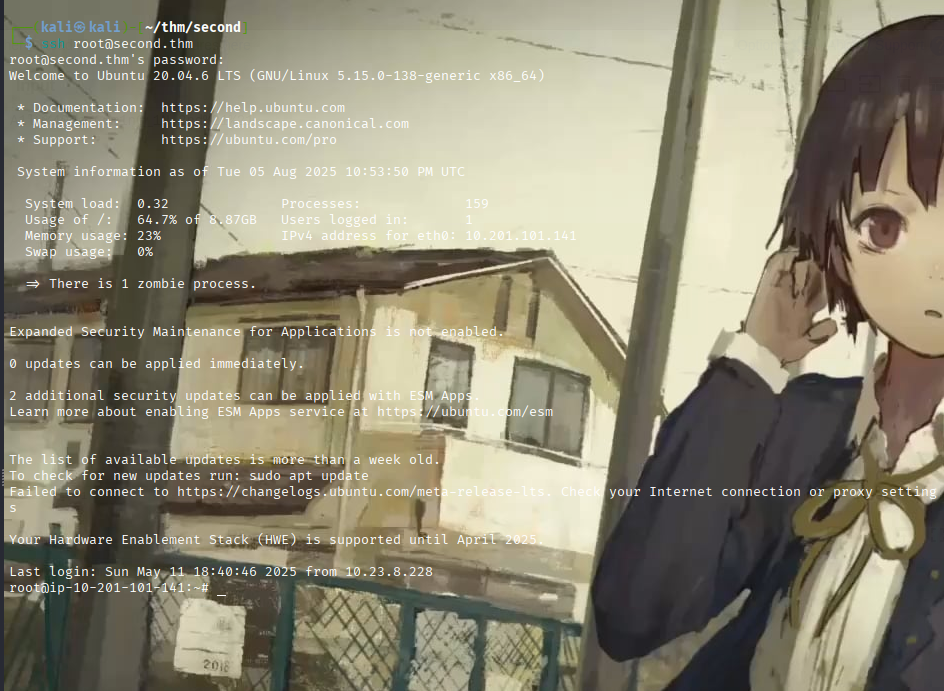 kali㉿kali ~/thm/second
$ ssh root@second.thm
root@second.thm's password:
Welcome to Ubuntu 20.04.6 LTS (GNU/Linux 5.15.0-138-generic x86_64)
* Documentation:  https://help.ubuntu.com
* Management:     https://landscape.canonical.com
* Support:        https://ubuntu.com/pro
System information as of Tue 05 Aug 2025 10:53:50 PM UTC
System load:  0.32              Processes:             159
Usage of /:   64.7% of 8.87GB   Users logged in:       1
Memory usage: 23%               IPv4 address for eth0: 10.201.101.141
Swap usage:   0%
=> There is 1 zombie process.
Expanded Security Maintenance for Applications is not enabled.
0 updates can be applied immediately.
2 additional security updates can be applied with ESM Apps.
Learn more about enabling ESM Apps service at https://ubuntu.com/esm
The list of available updates is more than a week old.
To check for new updates run: sudo apt update
Failed to connect to https://changelogs.ubuntu.com/meta-release-lts. Check your Internet connection or proxy setting
s
Your Hardware Enablement Stack (HWE) is supported until April 2025.
Last login: Sun May 11 18:40:46 2025 from 10.23.8.228
root@ip-10-201-101-141:~# _
2018